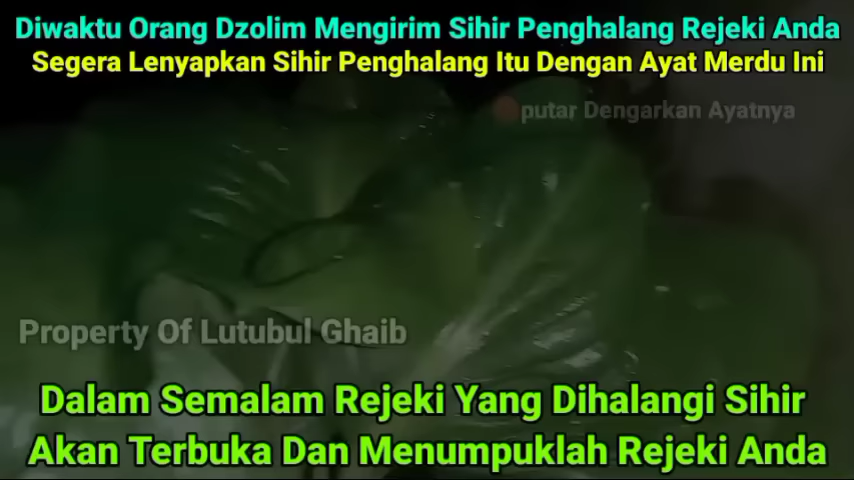 Diwaktu Orang Dzolim Mengirim Sihir Penghalang Rejeki Anda
Segera Lenyapkan Sihir Penghalang Itu Dengan Ayat Merdu Ini
putar Dengarkan Ayatnya
Property Of Lutubul Ghaib
Dalam Semalam Rejeki Yang Dihalangi Sihir
Akan Terbuka Dan Menumpuklah Rejeki Anda